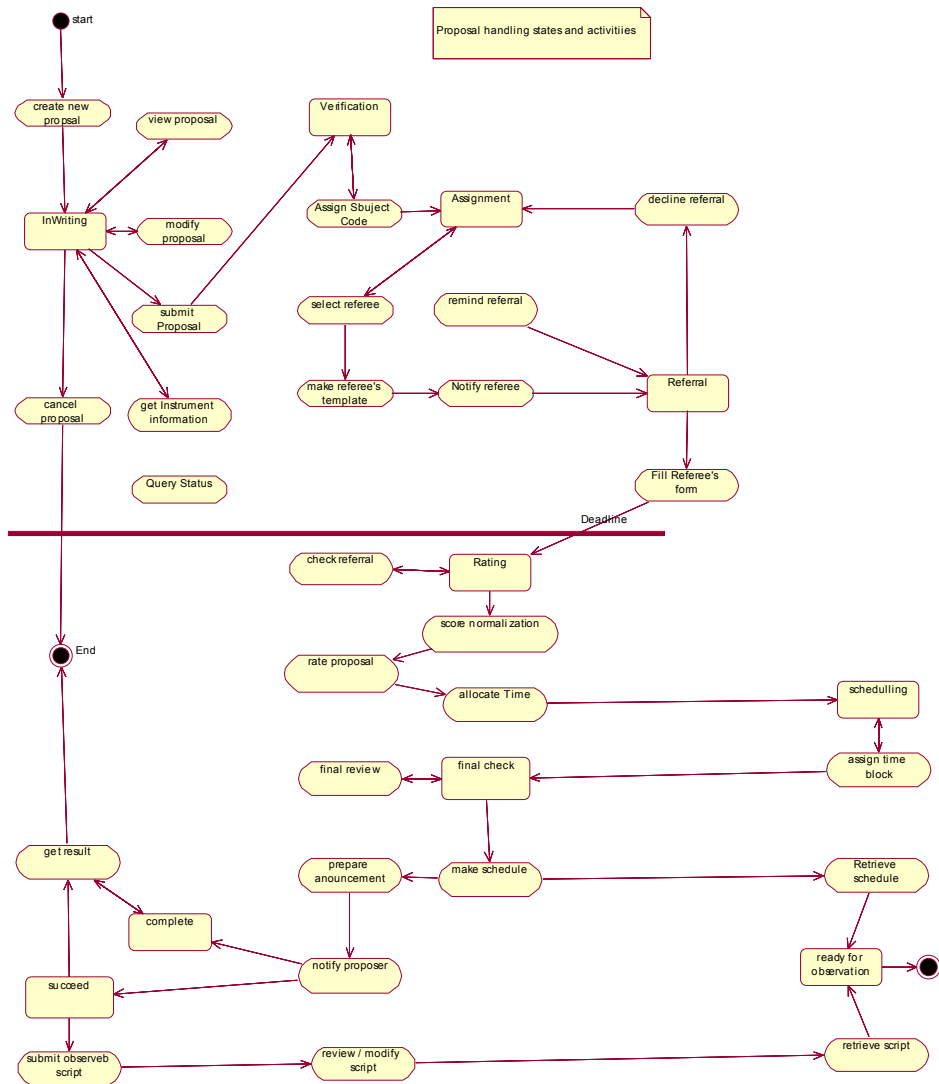 start
Proposal handling states and activitiies
create new
propsal
view proposal
Verification
InWriting
modify
proposal
Assign Sbuject
Code
Assignment
decline referral
submit
Proposal
select referee
remind referral
cancel
proposal
get Instrument
information
make referee's
template
Notify referee
Referral
Query Status
Fill Referee's
form
Deadline
check referral
Rating
score normalization
End
rate proposal
allocate Time
schedulling
final review
final check
assign time
block
get result
prepare
anouncement
make schedule
Retrieve
schedule
complete
notify proposer
ready for
observation
succeed
submit observeb
script
review / modify
script
retrieve script